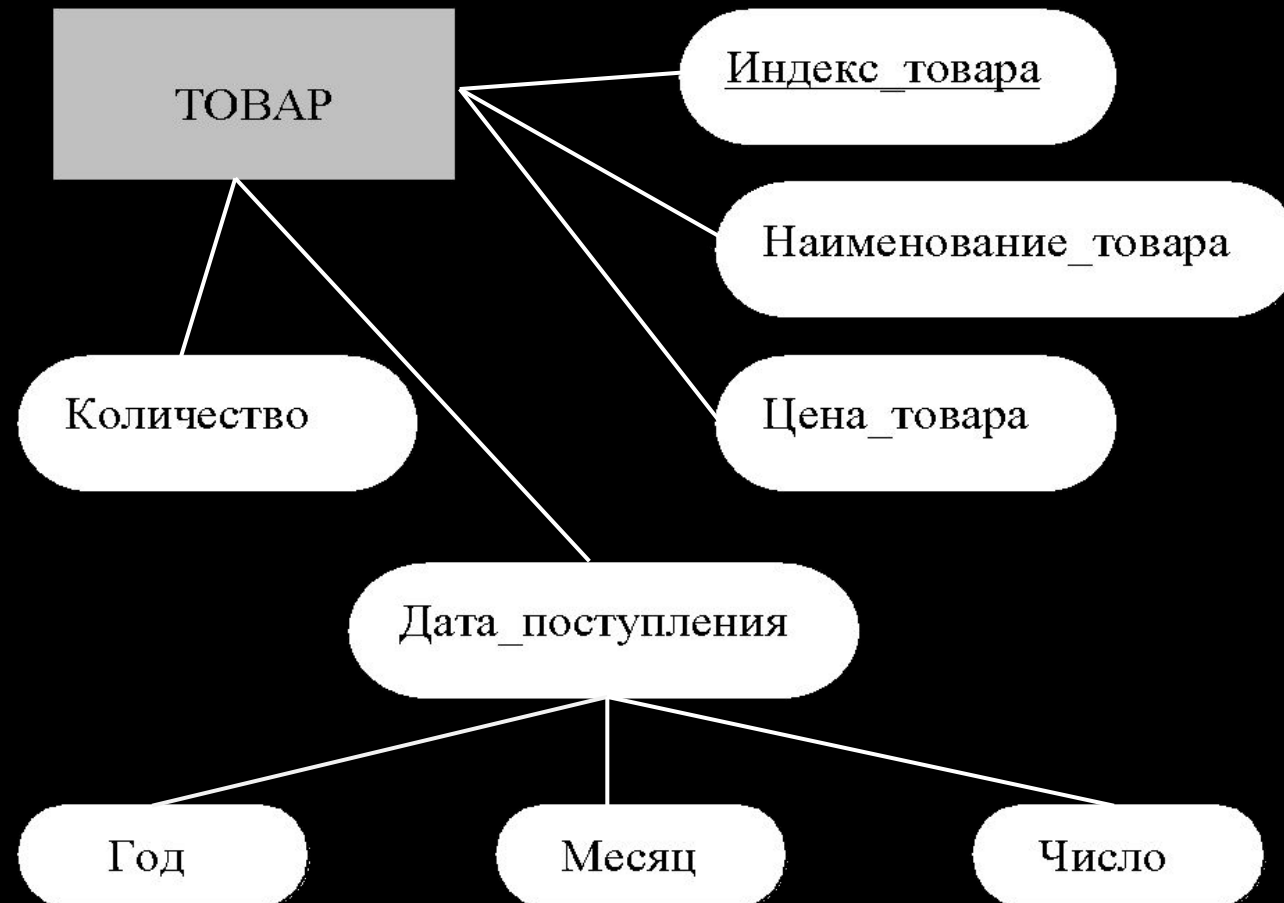 ТОВАР
Индекс_товара
Наименование_товара
Количество
Цена_товара
Дата_поступления
Год
Месяц
Число